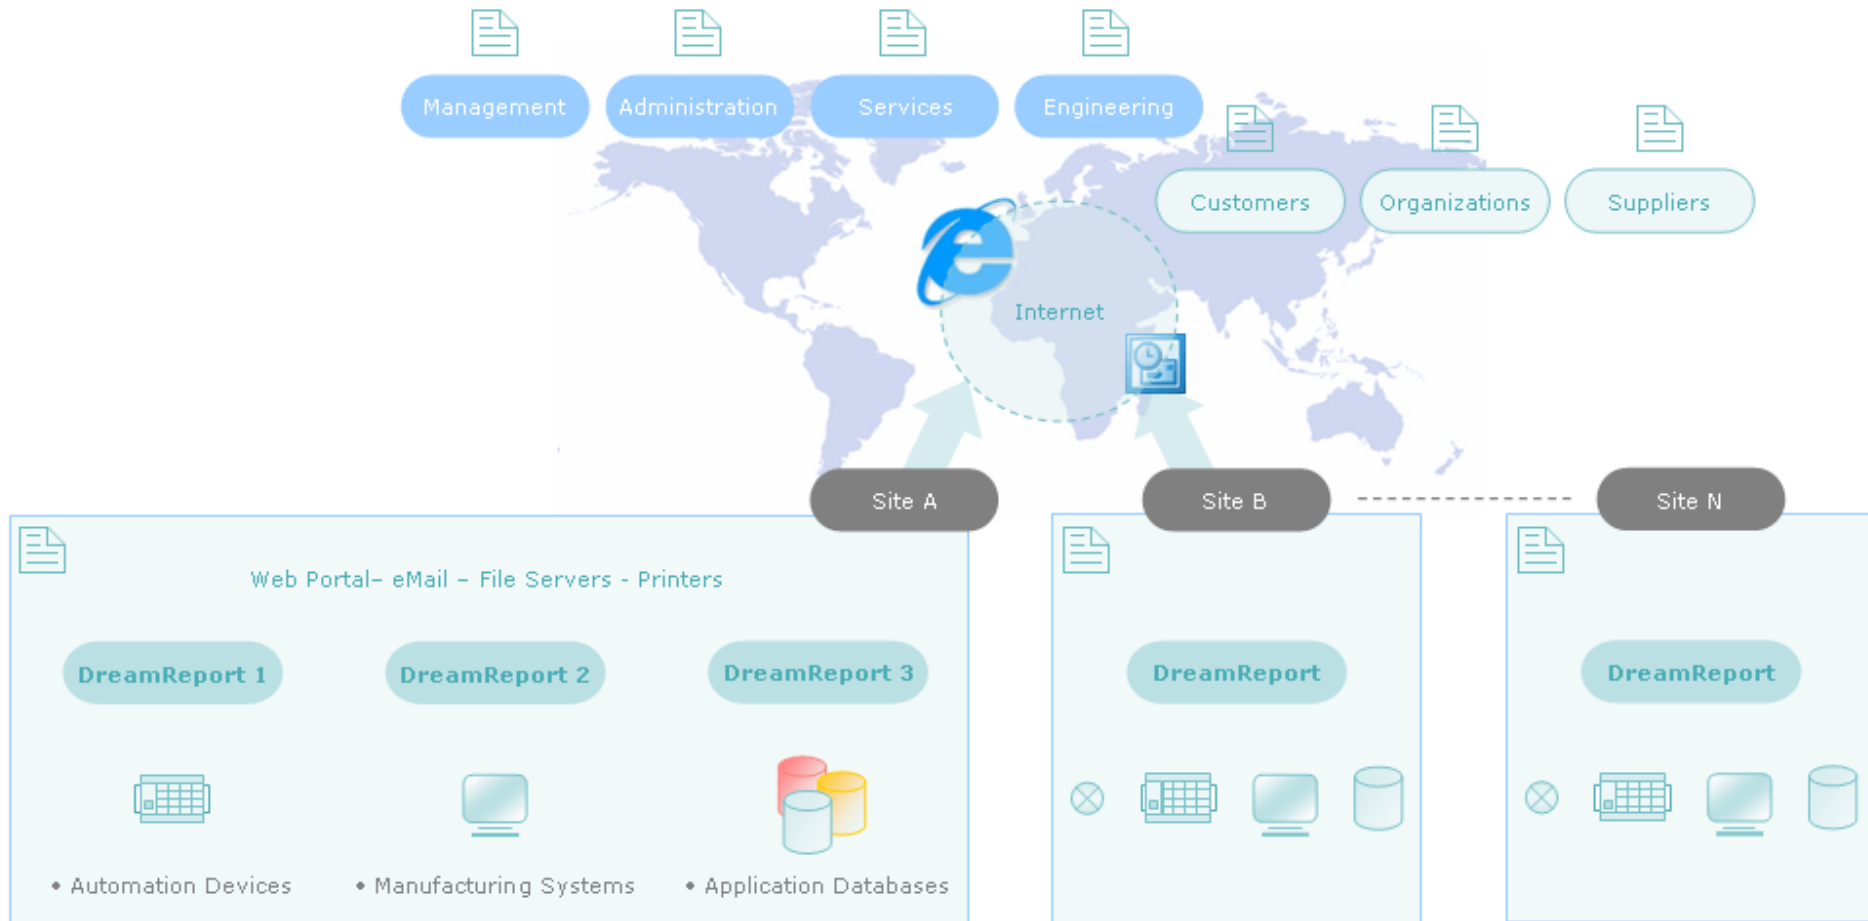 Management
Administration
Services
Engineering
Customers
Organizations
Suppliers
Internet
Site A
Site B
Site N
Web Portal– eMail – File Servers - Printers
DreamReport 1
DreamReport 2
DreamReport 3
DreamReport
DreamReport
• Automation Devices
• Manufacturing Systems
• Application Databases